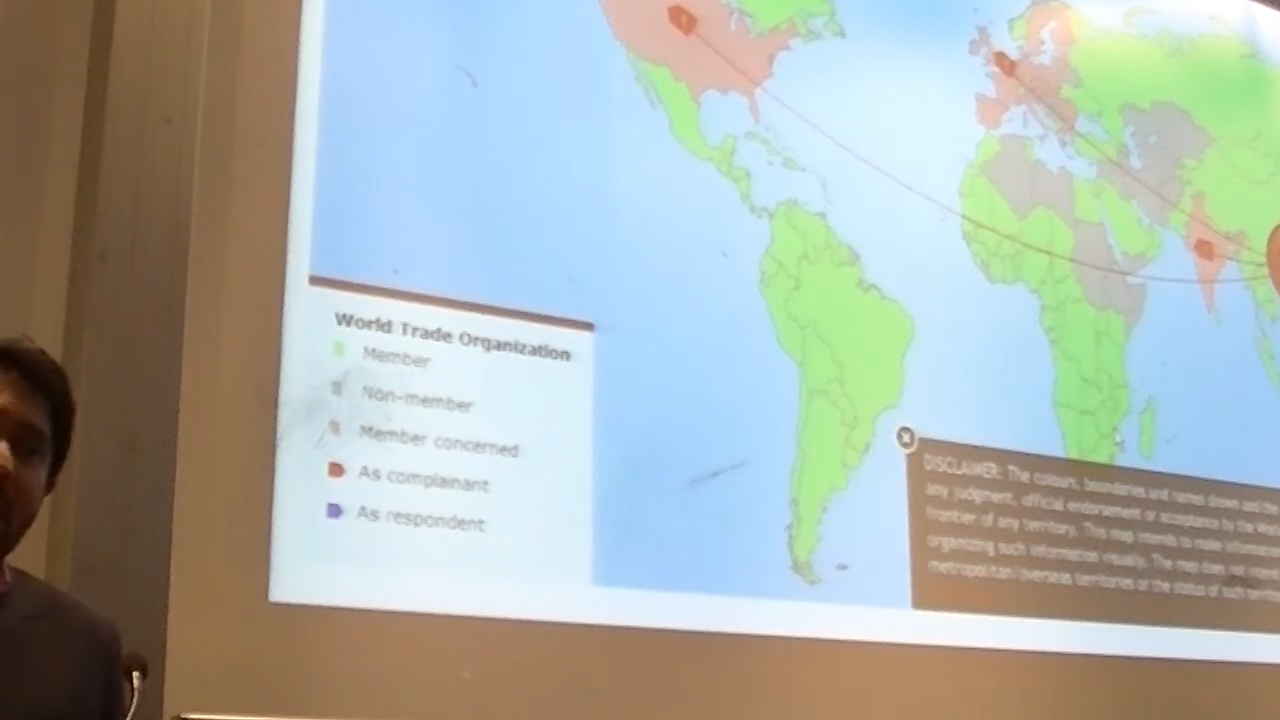 World Trade Organization
Member
Non-member
Member concerned
As complainant
As respondent
DISCLAIMER: The colours, boundaries and names shown and the
any judgment, official endorsement or acceptance by the
frontier of any territory. This map intends to
organizing such information visually. The map does
metropolitan/overseas territories or the status of such